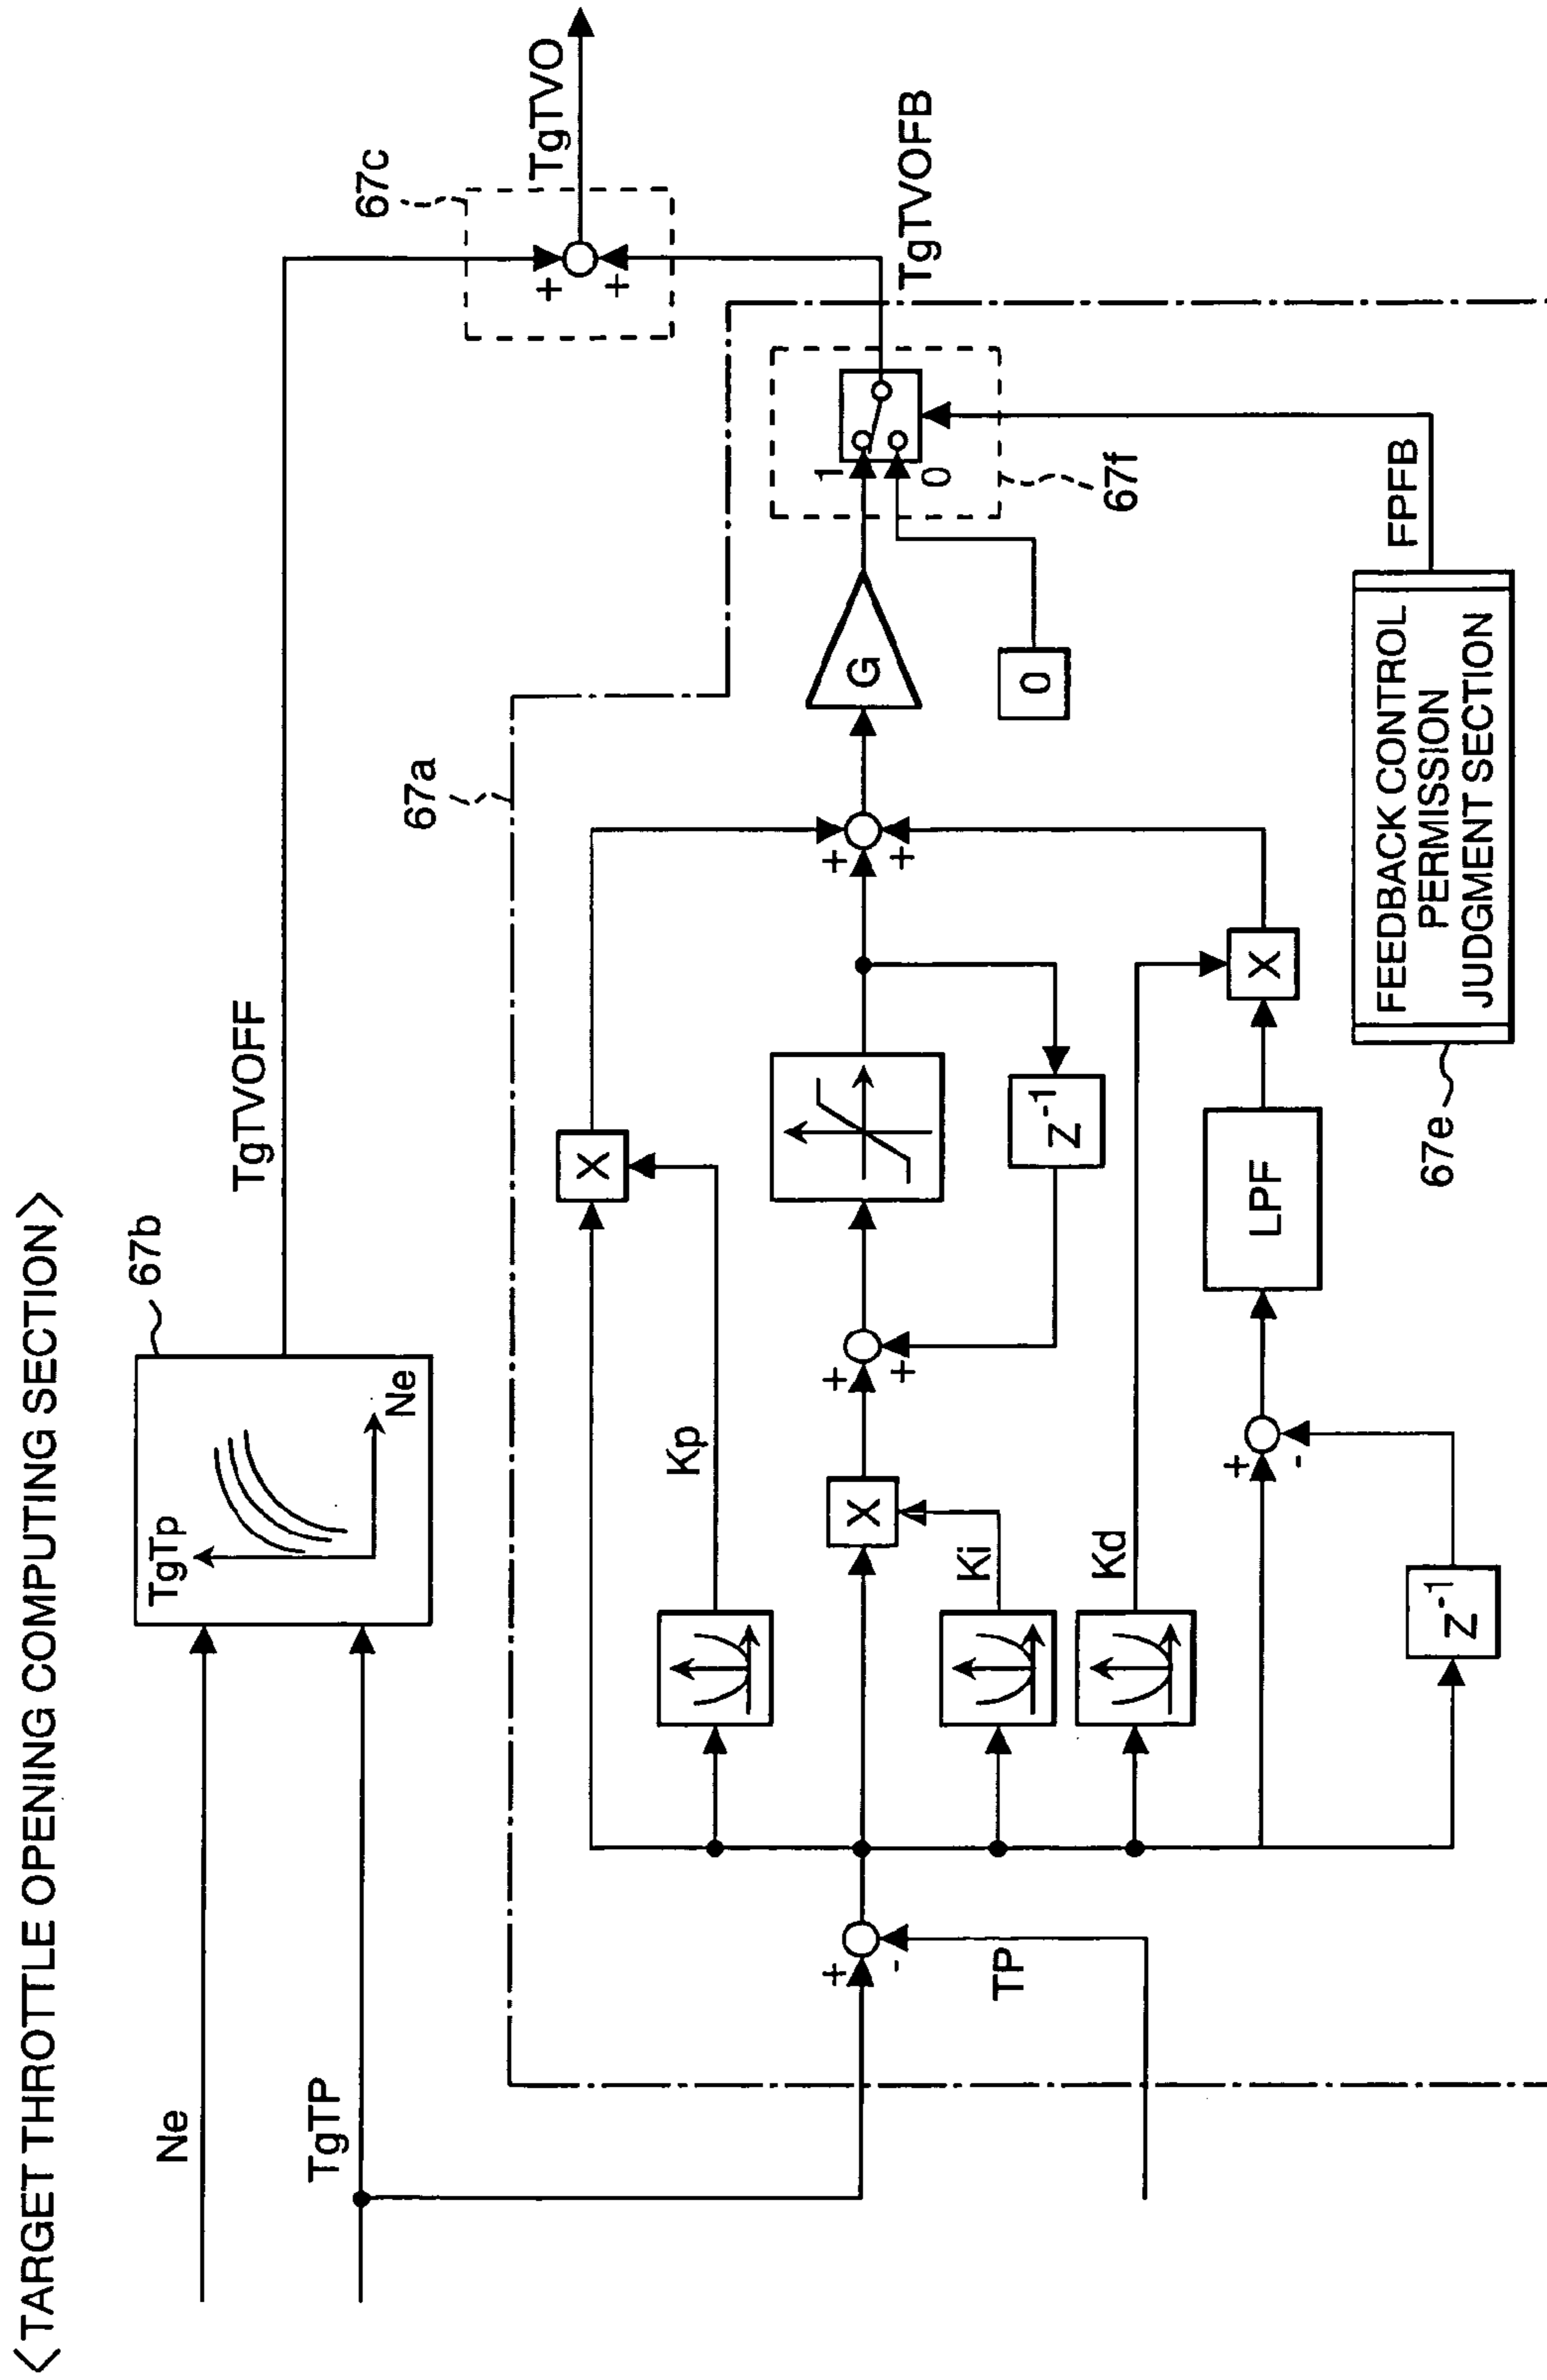 <TARGET THROTTLE OPENING COMPUTING SECTION>
67b
Ne
TgTp
Ne
TgTVOFF
TgTP
67c
TgTVO
+
+
67a
X
Kp
+
-
TP
X
Ki
+
+
Z-1
+
+
G
0
1
0
67f
TgTVOFB
Kd
+
-
Z-1
LPF
X
67e
FEEDBACK CONTROL
PERMISSION
JUDGMENT SECTION
FPFB